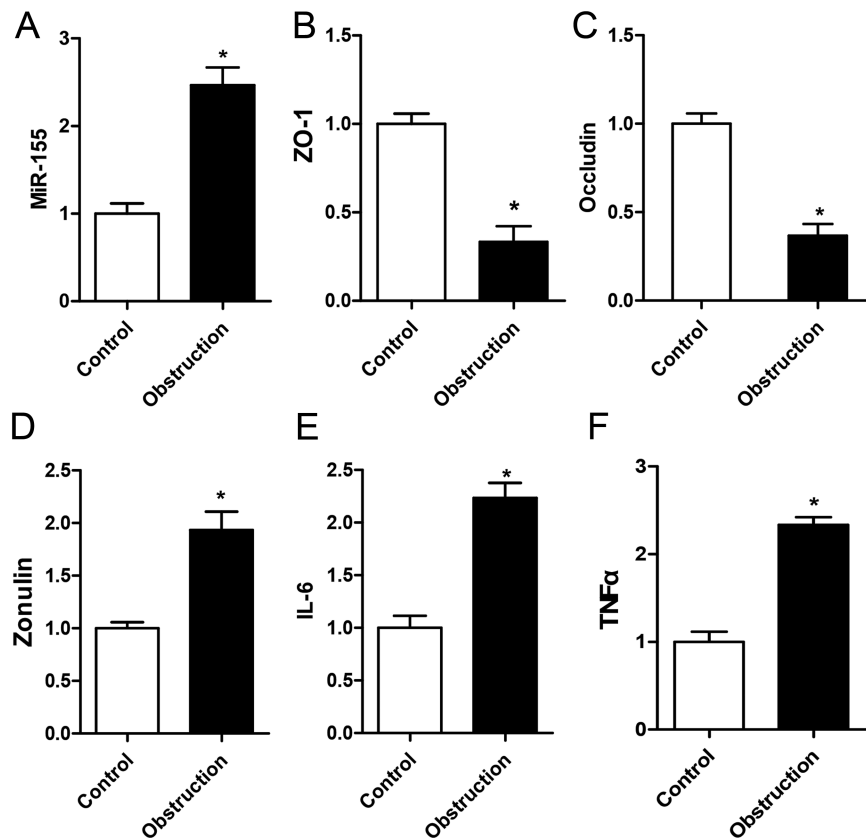 A
MiR-155
3
2
1
0
*
Control
Obstruction
B
ZO-1
1.5
1.0
0.5
0.0
*
Control
Obstruction
C
Occludin
1.5
1.0
0.5
0.0
*
Control
Obstruction
D
Zonulin
2.5
2.0
1.5
1.0
0.5
0.0
*
Control
Obstruction
E
IL-6
2.5
2.0
1.5
1.0
0.5
0.0
*
Control
Obstruction
F
TNFα
3
2
1
0
*
Control
Obstruction